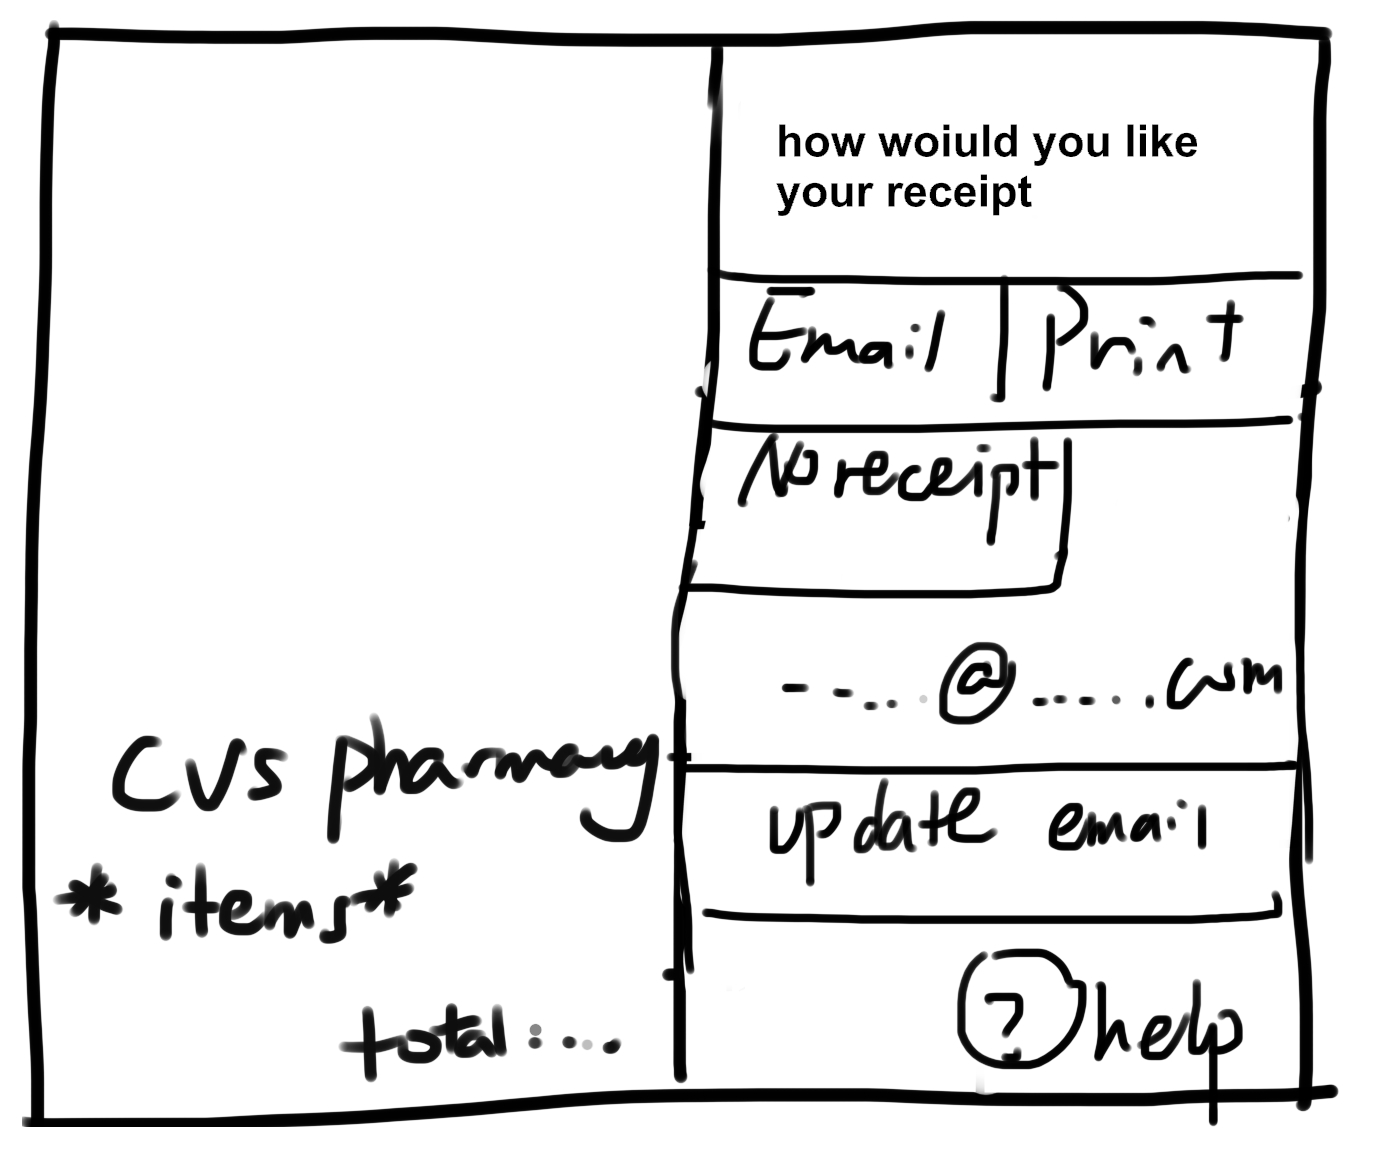 how woiuld you like
your receipt
Email Print
No receipt
--....@......com
update email
? help
CVS pharmacy
*items*
total:...